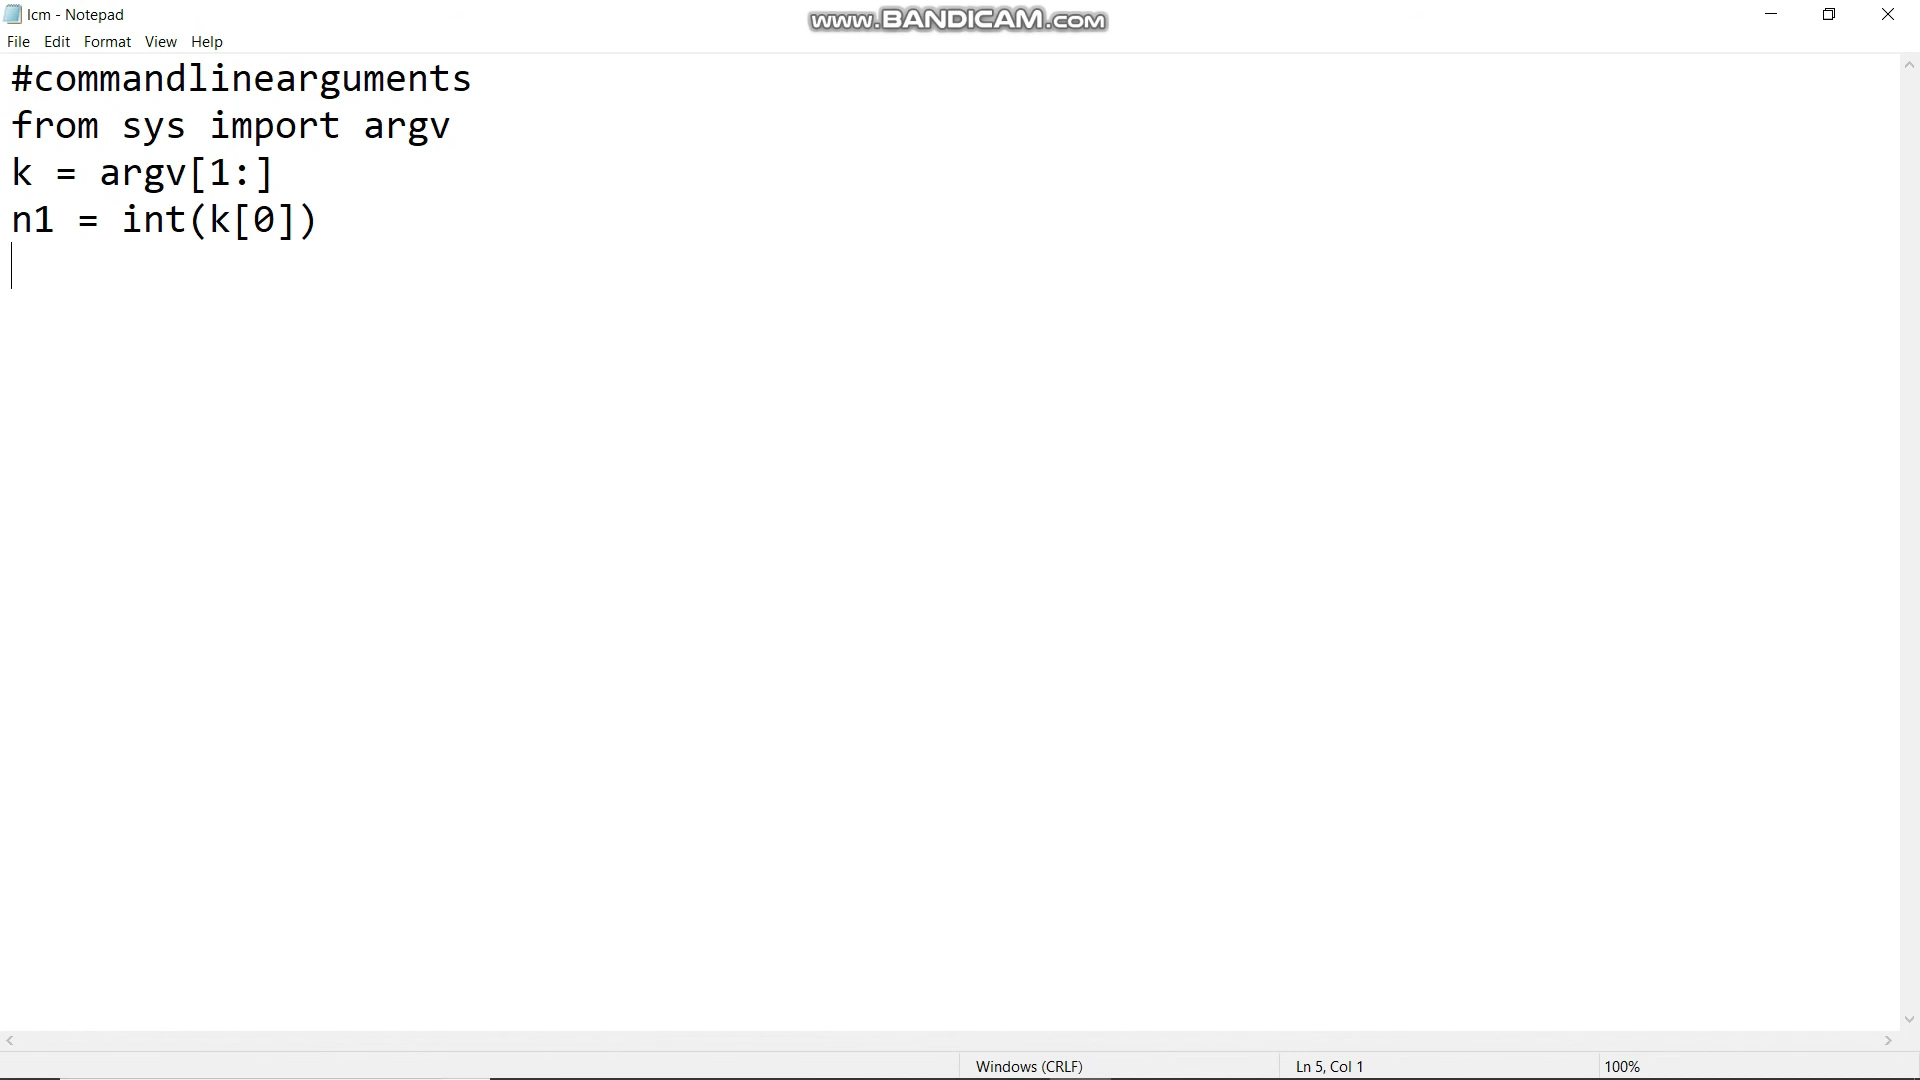 lcm - Notepad
www.BANDICAM.com
File Edit Format View Help
#commandlinearguments
from sys import argv
k = argv[1:]
n1 = int(k[0])
Windows (CRLF) Ln 5, Col 1 100%